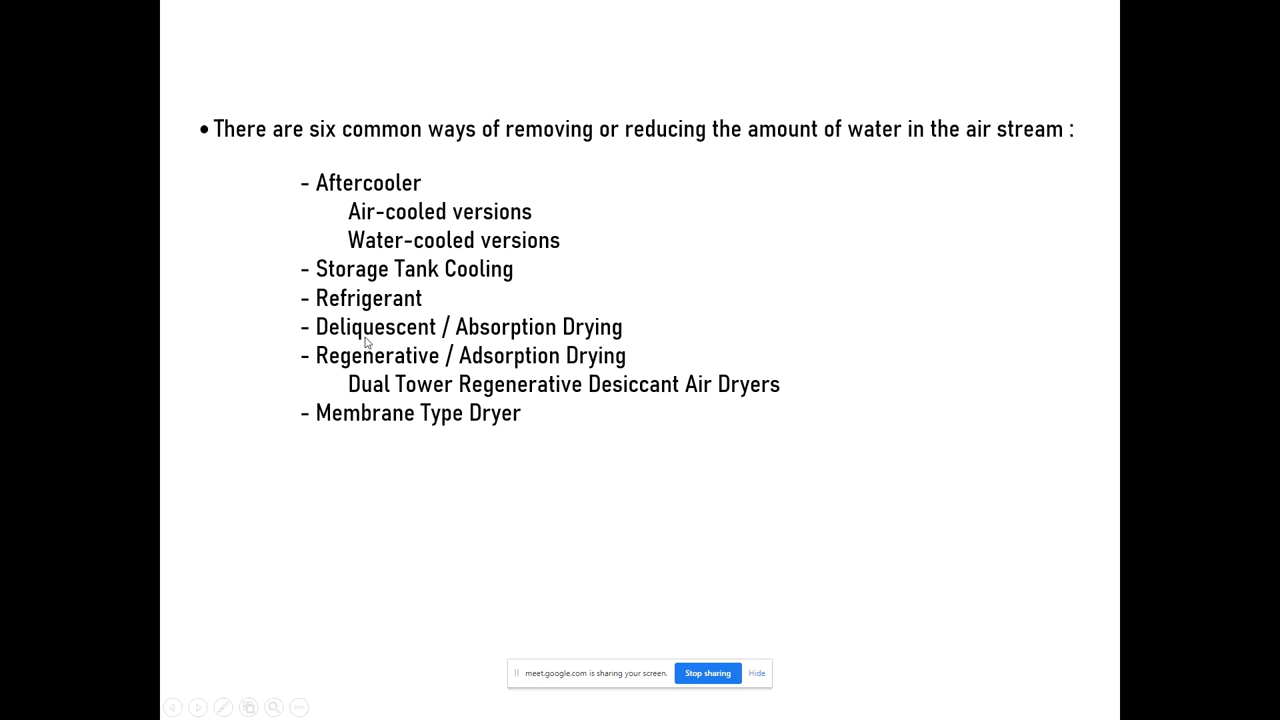 • There are six common ways of removing or reducing the amount of water in the air stream :
- Aftercooler
Air-cooled versions
Water-cooled versions
- Storage Tank Cooling
- Refrigerant
- Deliquescent / Absorption Drying
- Regenerative / Adsorption Drying
Dual Tower Regenerative Desiccant Air Dryers
- Membrane Type Dryer
meet.google.com is sharing your screen. Stop sharing Hide